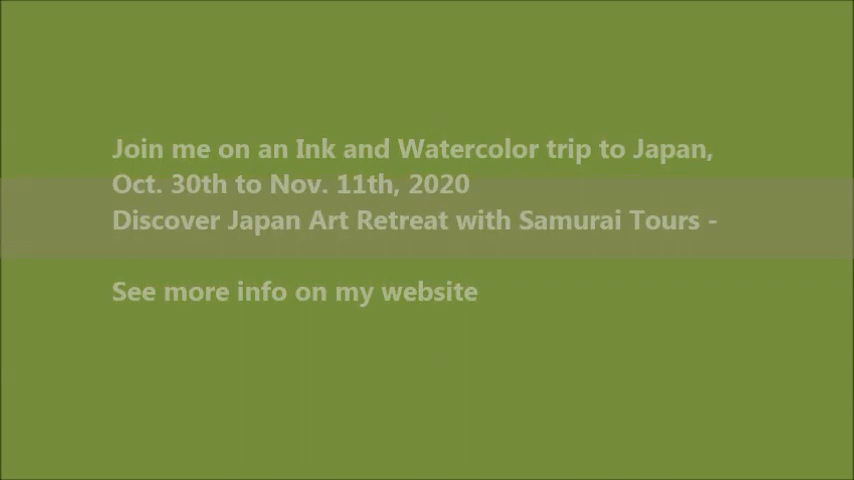 Join me on an Ink and Watercolor trip to Japan,
Oct. 30th to Nov. 11th, 2020
Discover Japan Art Retreat with Samurai Tours -
See more info on my website